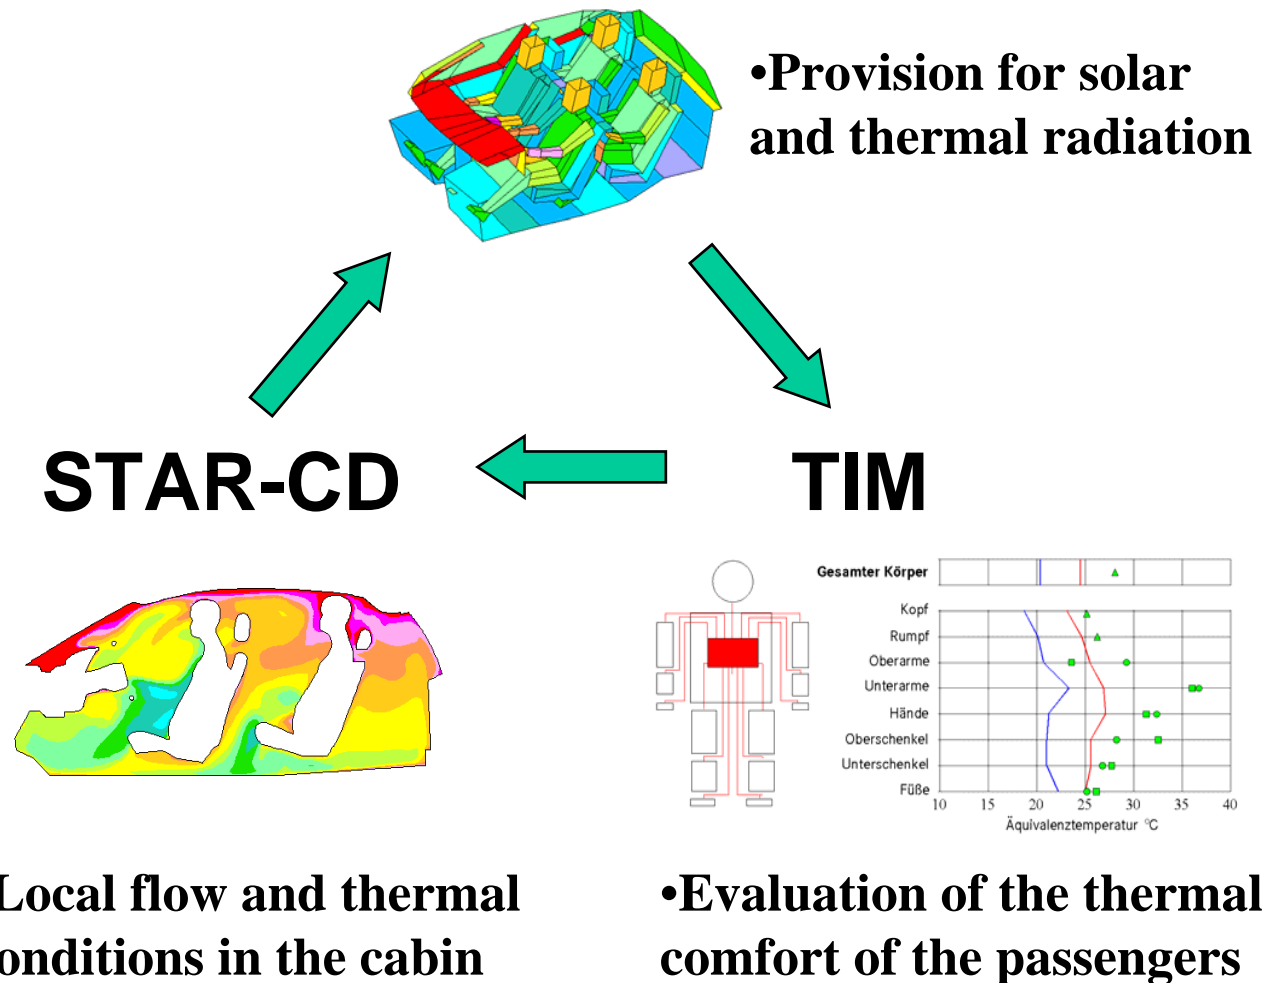 •Provision for solar
and thermal radiation
STAR-CD
TIM
Gesamter Körper
Kopf
Rumpf
Oberarme
Unterarme
Hände
Oberschenkel
Unterschenkel
Füße
10 15 20 25 30 35 40
Äquivalenztemperatur °C
Local flow and thermal
onditions in the cabin
•Evaluation of the thermal
comfort of the passengers